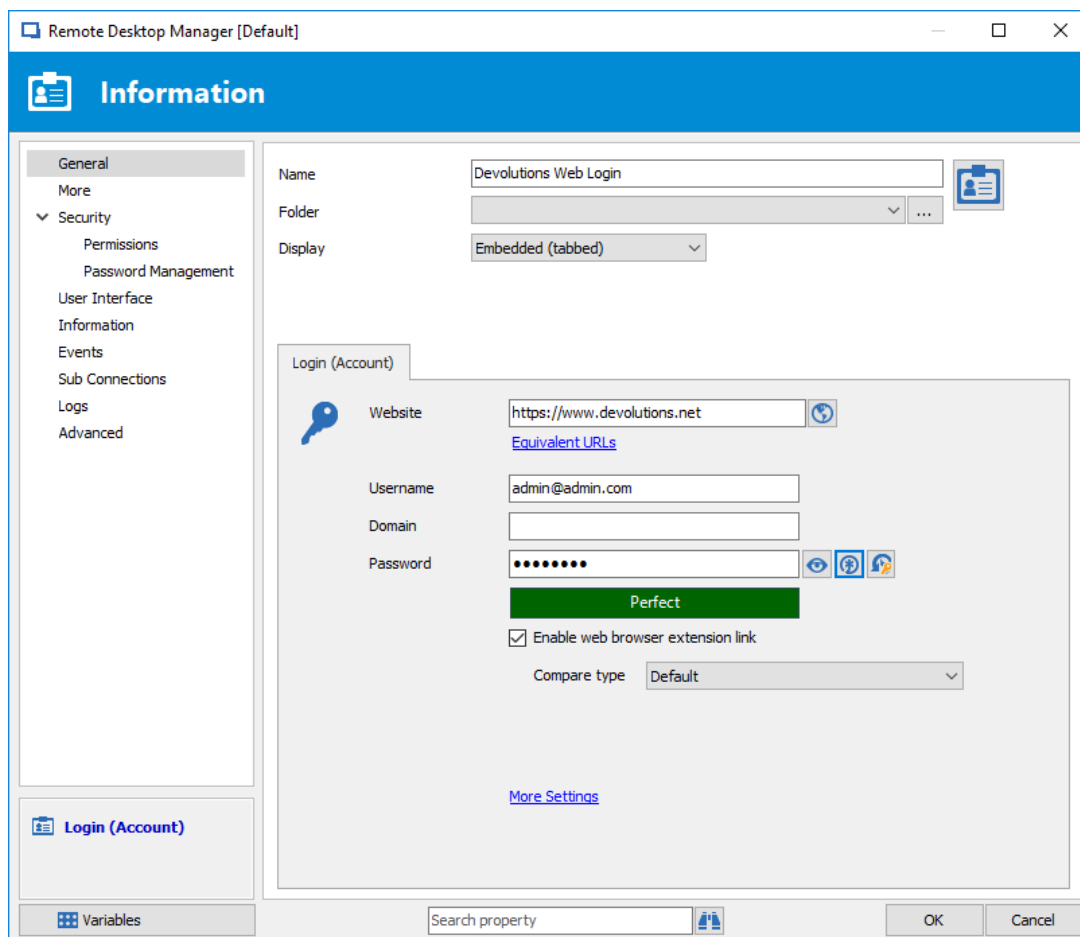 Remote Desktop Manager [Default]
Information
General
More
Security
Permissions
Password Management
User Interface
Information
Events
Sub Connections
Logs
Advanced
Login (Account)
Variables
Name
Devolutions Web Login
Folder
...
Display
Embedded (tabbed)
Login (Account)
Website
https://www.devolutions.net
Equivalent URLs
Username
admin@admin.com
Domain
Password
••••••••
Perfect
Enable web browser extension link
Compare type
Default
More Settings
Search property
OK
Cancel